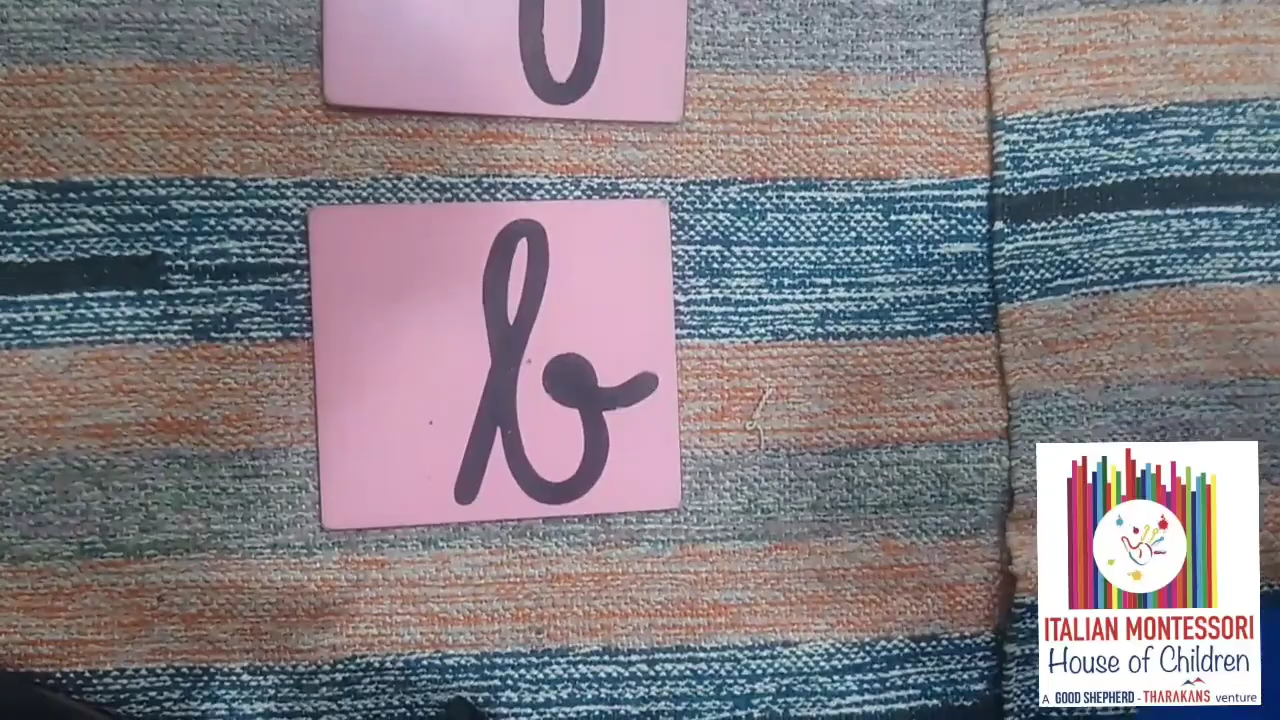 b
ITALIAN MONTESSORI
House of Children
A GOOD SHEPHERD - THARAKANS venture